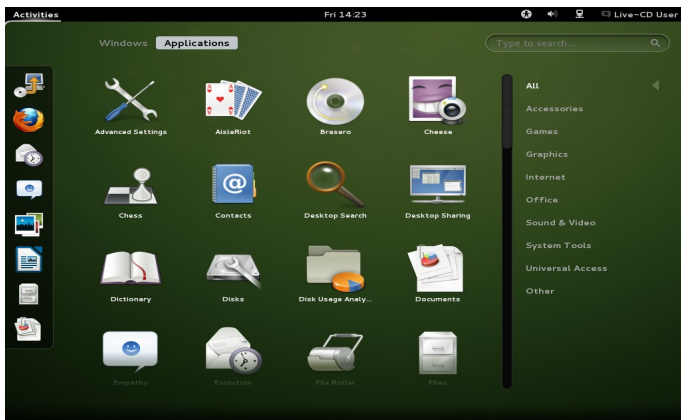 Activities Fri 14:23 Live-CD User
Windows Applications Type to search...
All
Accessories
Games
Graphics
Internet
Office
Sound & Video
System Tools
Universal Access
Other
Advanced Settings AisleRiot Brasero Cheese
Chess Contacts Desktop Search Desktop Sharing
Dictionary Disks Disk Usage Analy... Documents
Empathy Evolution File Roller Files